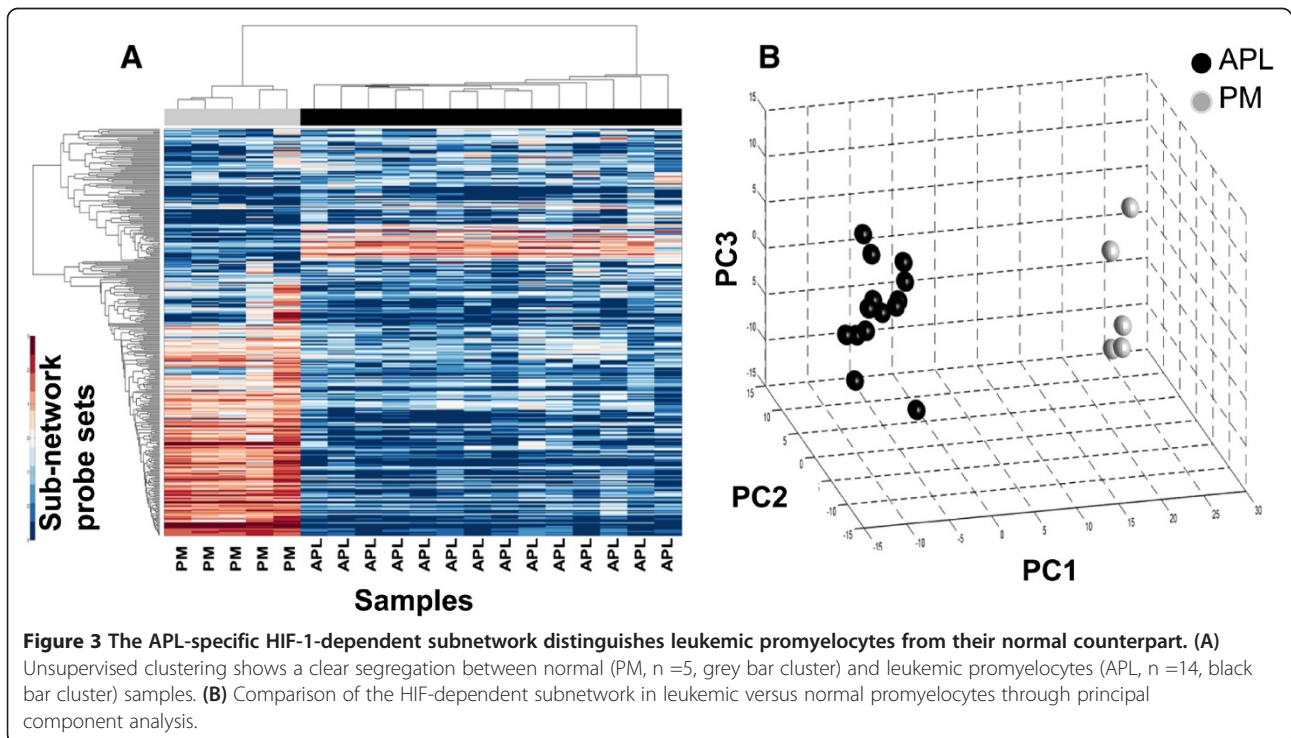 A
B
APL
PM
Sub-network
probe sets
PM PM PM PM PM APL APL APL APL APL APL APL APL APL APL APL APL APL APL
Samples
15
10
5
0
-5
-10
-15
PC3
10
5
0
-5
-10
-15
PC2
-15 -10 -5 0 5 10 15 20 25 30
PC1
Figure 3 The APL-specific HIF-1-dependent subnetwork distinguishes leukemic promyelocytes from their normal counterpart. (A)
Unsupervised clustering shows a clear segregation between normal (PM, n =5, grey bar cluster) and leukemic promyelocytes (APL, n =14, black
bar cluster) samples. (B) Comparison of the HIF-dependent subnetwork in leukemic versus normal promyelocytes through principal
component analysis.